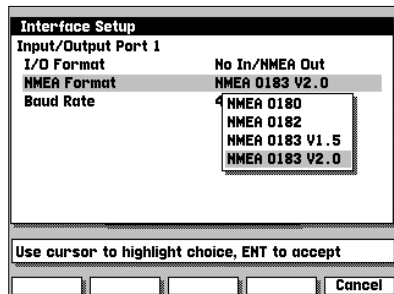 Interface Setup
Input/Output Port 1
I/O Format No In/NMEA Out
NMEA Format NMEA 0183 V2.0
Baud Rate 4
NMEA 0180
NMEA 0182
NMEA 0183 V1.5
NMEA 0183 V2.0
Use cursor to highlight choice, ENT to accept
Cancel